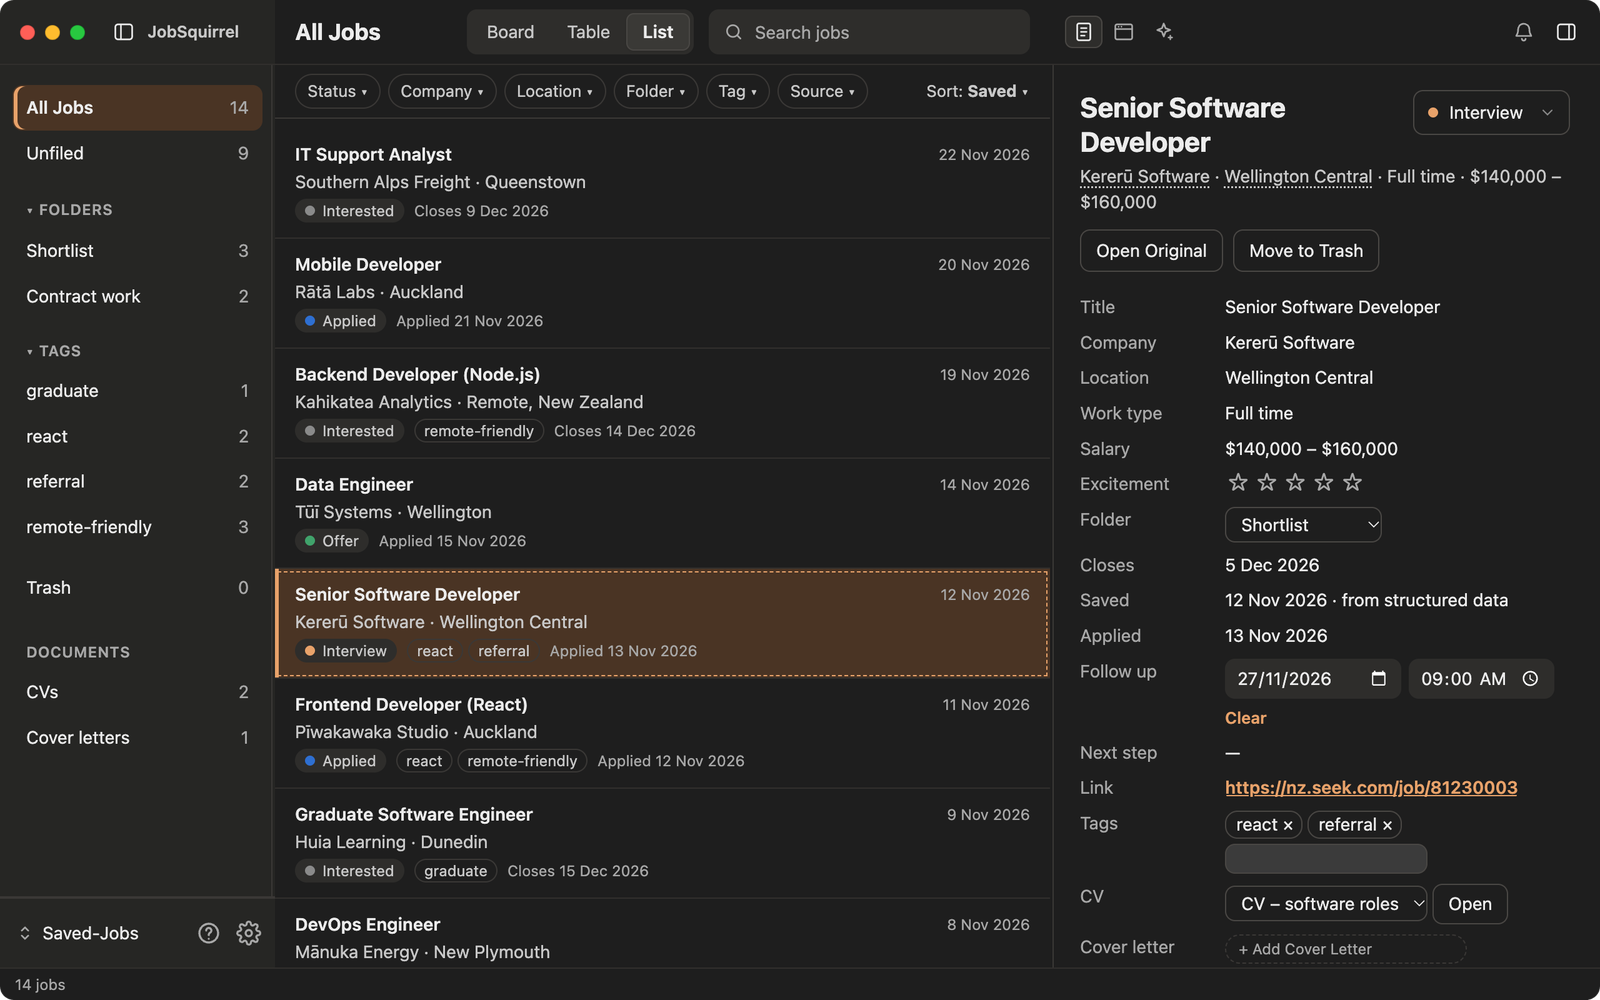 JobSquirrel
All Jobs 14
Unfiled 9
FOLDERS
Shortlist 3
Contract work 2
TAGS
graduate 1
react 2
referral 2
remote-friendly 3
Trash 0
DOCUMENTS
CVs 2
Cover letters 1
Saved-Jobs
14 jobs
All Jobs
Board Table List
Search jobs
Status Company Location Folder Tag Source Sort: Saved
IT Support Analyst 22 Nov 2026
Southern Alps Freight · Queenstown
Interested Closes 9 Dec 2026
Mobile Developer 20 Nov 2026
Rātā Labs · Auckland
Applied Applied 21 Nov 2026
Backend Developer (Node.js) 19 Nov 2026
Kahikatea Analytics · Remote, New Zealand
Interested remote-friendly Closes 14 Dec 2026
Data Engineer 14 Nov 2026
Tūī Systems · Wellington
Offer Applied 15 Nov 2026
Senior Software Developer 12 Nov 2026
Kererū Software · Wellington Central
Interview react referral Applied 13 Nov 2026
Frontend Developer (React) 11 Nov 2026
Pīwakawaka Studio · Auckland
Applied react remote-friendly Applied 12 Nov 2026
Graduate Software Engineer 9 Nov 2026
Huia Learning · Dunedin
Interested graduate Closes 15 Dec 2026
DevOps Engineer 8 Nov 2026
Mānuka Energy · New Plymouth
Senior Software
Developer
Interview
Kererū Software · Wellington Central · Full time · $140,000 –
$160,000
Open Original Move to Trash
Title Senior Software Developer
Company Kererū Software
Location Wellington Central
Work type Full time
Salary $140,000 – $160,000
Excitement
Folder Shortlist
Closes 5 Dec 2026
Saved 12 Nov 2026 · from structured data
Applied 13 Nov 2026
Follow up 27/11/2026 09:00 AM
Clear
Next step —
Link https://nz.seek.com/job/81230003
Tags react × referral ×
CV CV – software roles Open
Cover letter + Add Cover Letter